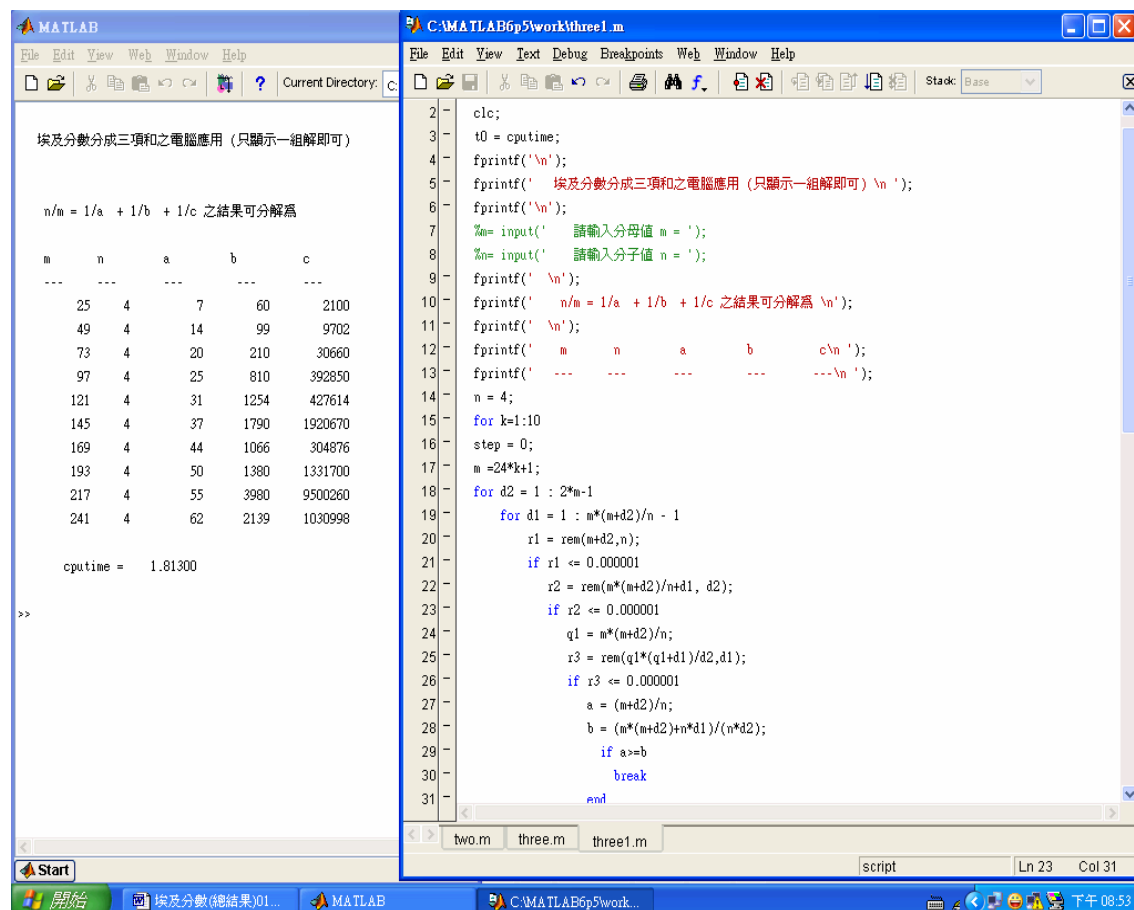 MATLAB
File Edit View Web Window Help
Current Directory: C:
埃及分數分成三項和之電腦應用 (只顯示一組解即可)
n/m = 1/a + 1/b + 1/c 之結果可分解為
m n a b c
--- --- --- --- ---
25 4 7 60 2100
49 4 14 99 9702
73 4 20 210 30660
97 4 25 810 392850
121 4 31 1254 427614
145 4 37 1790 1920670
169 4 44 1066 304876
193 4 50 1380 1331700
217 4 55 3980 9500260
241 4 62 2139 1030998
cputime = 1.81300
>>
Start
C:\MATLAB6p5\work\three1.m
File Edit View Text Debug Breakpoints Web Window Help
Stack: Base
2 - clc;
3 - t0 = cputime;
4 - fprintf('\n');
5 - fprintf('   埃及分數分成三項和之電腦應用 (只顯示一組解即可) \n ');
6 - fprintf('\n');
7 %m= input('    請輸入分母值 m = ');
8 %n= input('    請輸入分子值 n = ');
9 - fprintf('  \n');
10 - fprintf('    n/m = 1/a  + 1/b  + 1/c 之結果可分解為 \n');
11 - fprintf('  \n');
12 - fprintf('    m       n         a         b          c\n ');
13 - fprintf('   ---     ---       ---       ---       ---\n ');
14 - n = 4;
15 - for k=1:10
16 - step = 0;
17 - m =24*k+1;
18 - for d2 = 1 : 2*m-1
19 - for d1 = 1 : m*(m+d2)/n - 1
20 - r1 = rem(m+d2,n);
21 - if r1 <= 0.000001
22 - r2 = rem(m*(m+d2)/n+d1, d2);
23 - if r2 <= 0.000001
24 - q1 = m*(m+d2)/n;
25 - r3 = rem(q1*(q1+d1)/d2,d1);
26 - if r3 <= 0.000001
27 - a = (m+d2)/n;
28 - b = (m*(m+d2)+n*d1)/(n*d2);
29 - if a>=b
30 - break
31 - end
two.m three.m three1.m
script Ln 23 Col 31
開始 埃及分數(總結果)01... MATLAB C:\MATLAB6p5\work... 下午 08:53